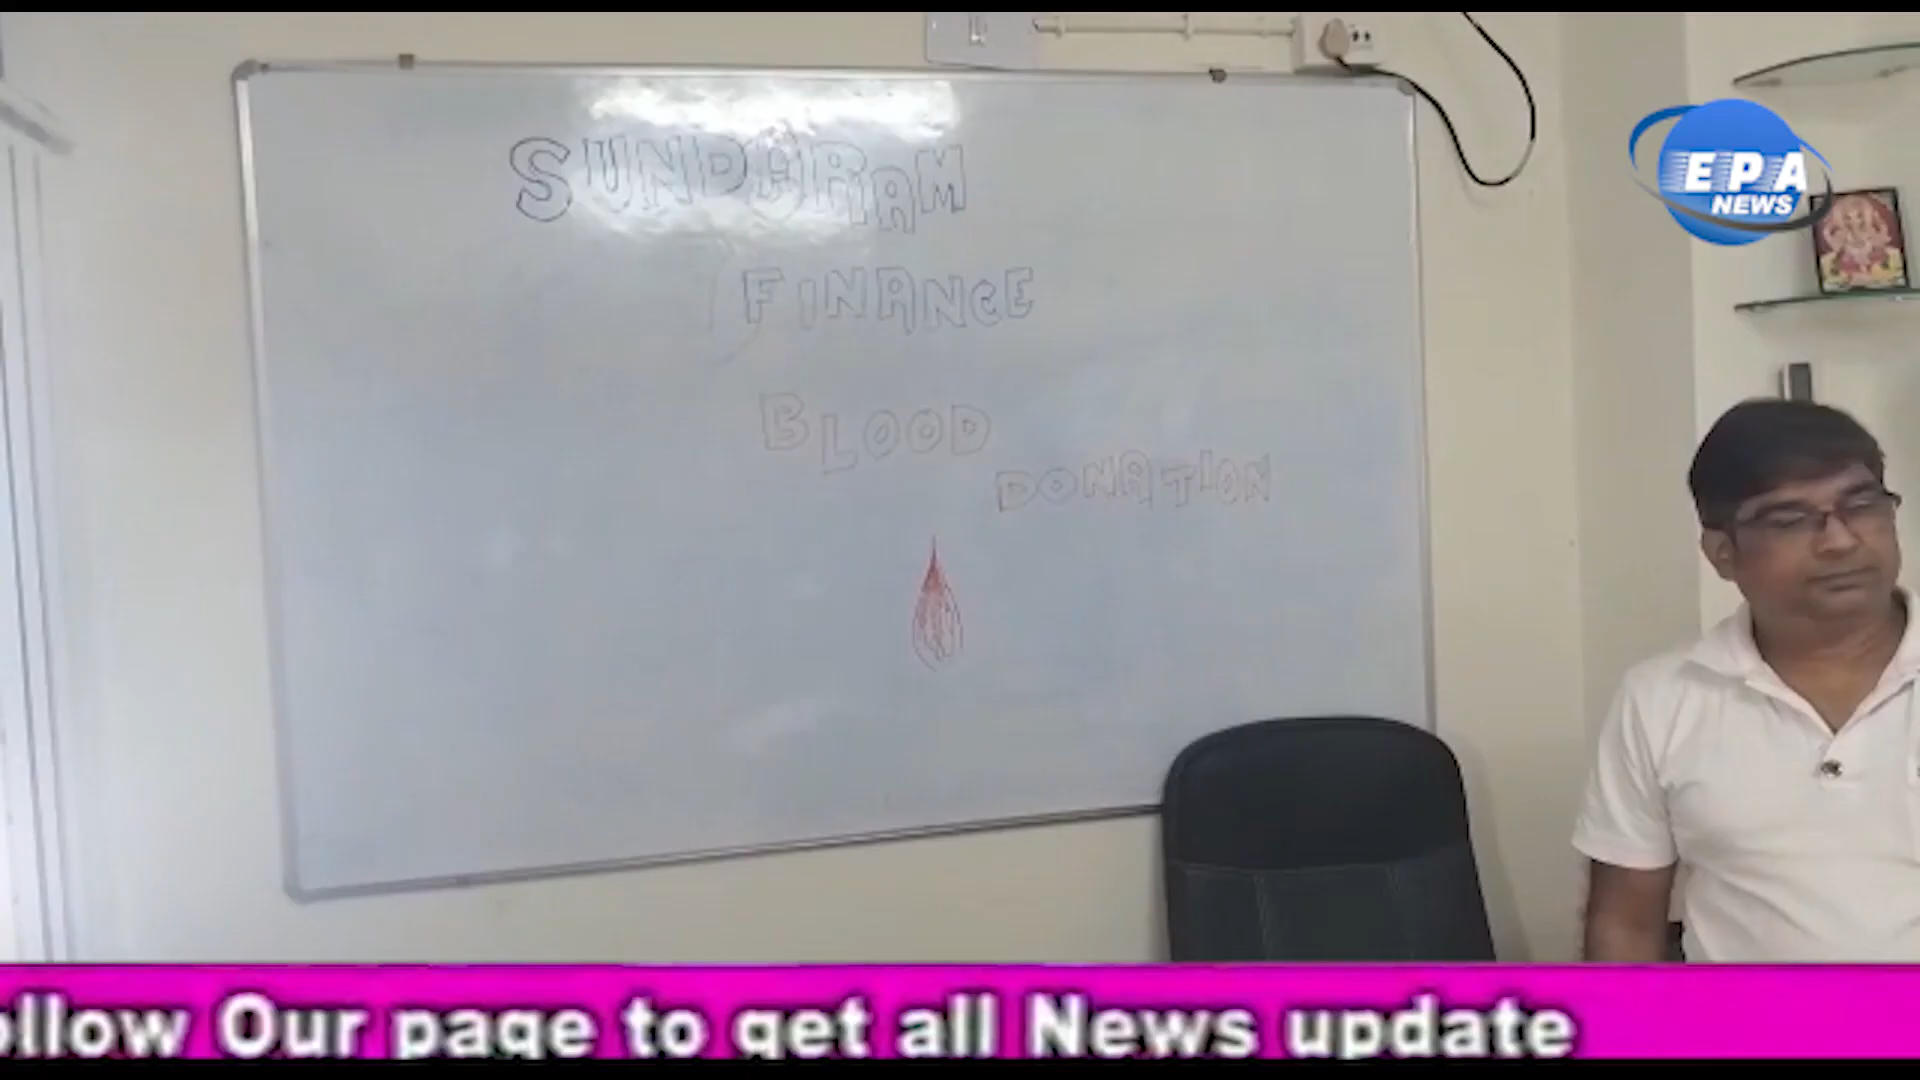 SUNDARAM
FINANCE
BLOOD
DONATION
EPA
NEWS
ollow Our page to get all News update